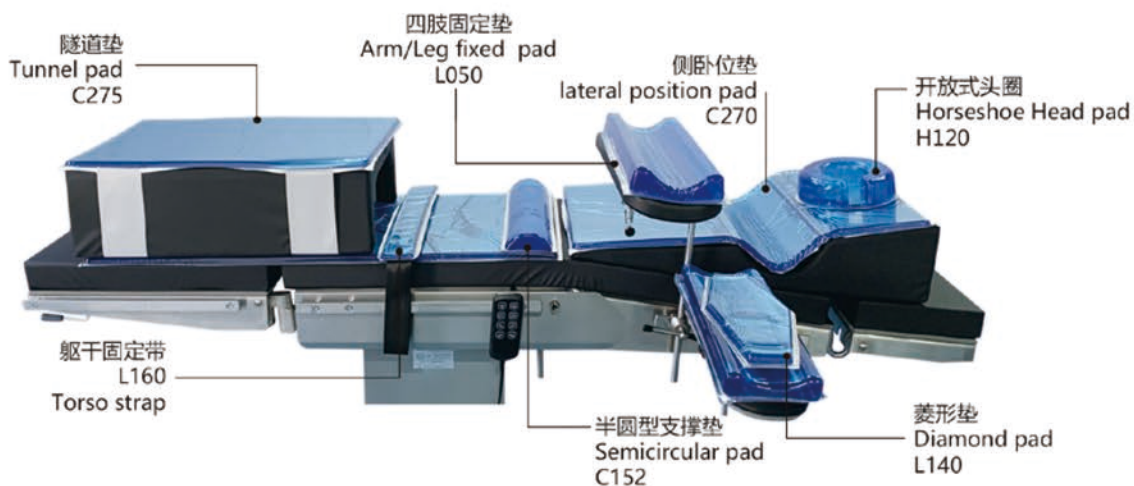 隧道垫
Tunnel pad
C275
四肢固定垫
Arm/Leg fixed pad
L050
侧卧位垫
lateral position pad
C270
开放式头圈
Horseshoe Head pad
H120
躯干固定带
L160
Torso strap
半圆型支撑垫
Semicircular pad
C152
菱形垫
Diamond pad
L140